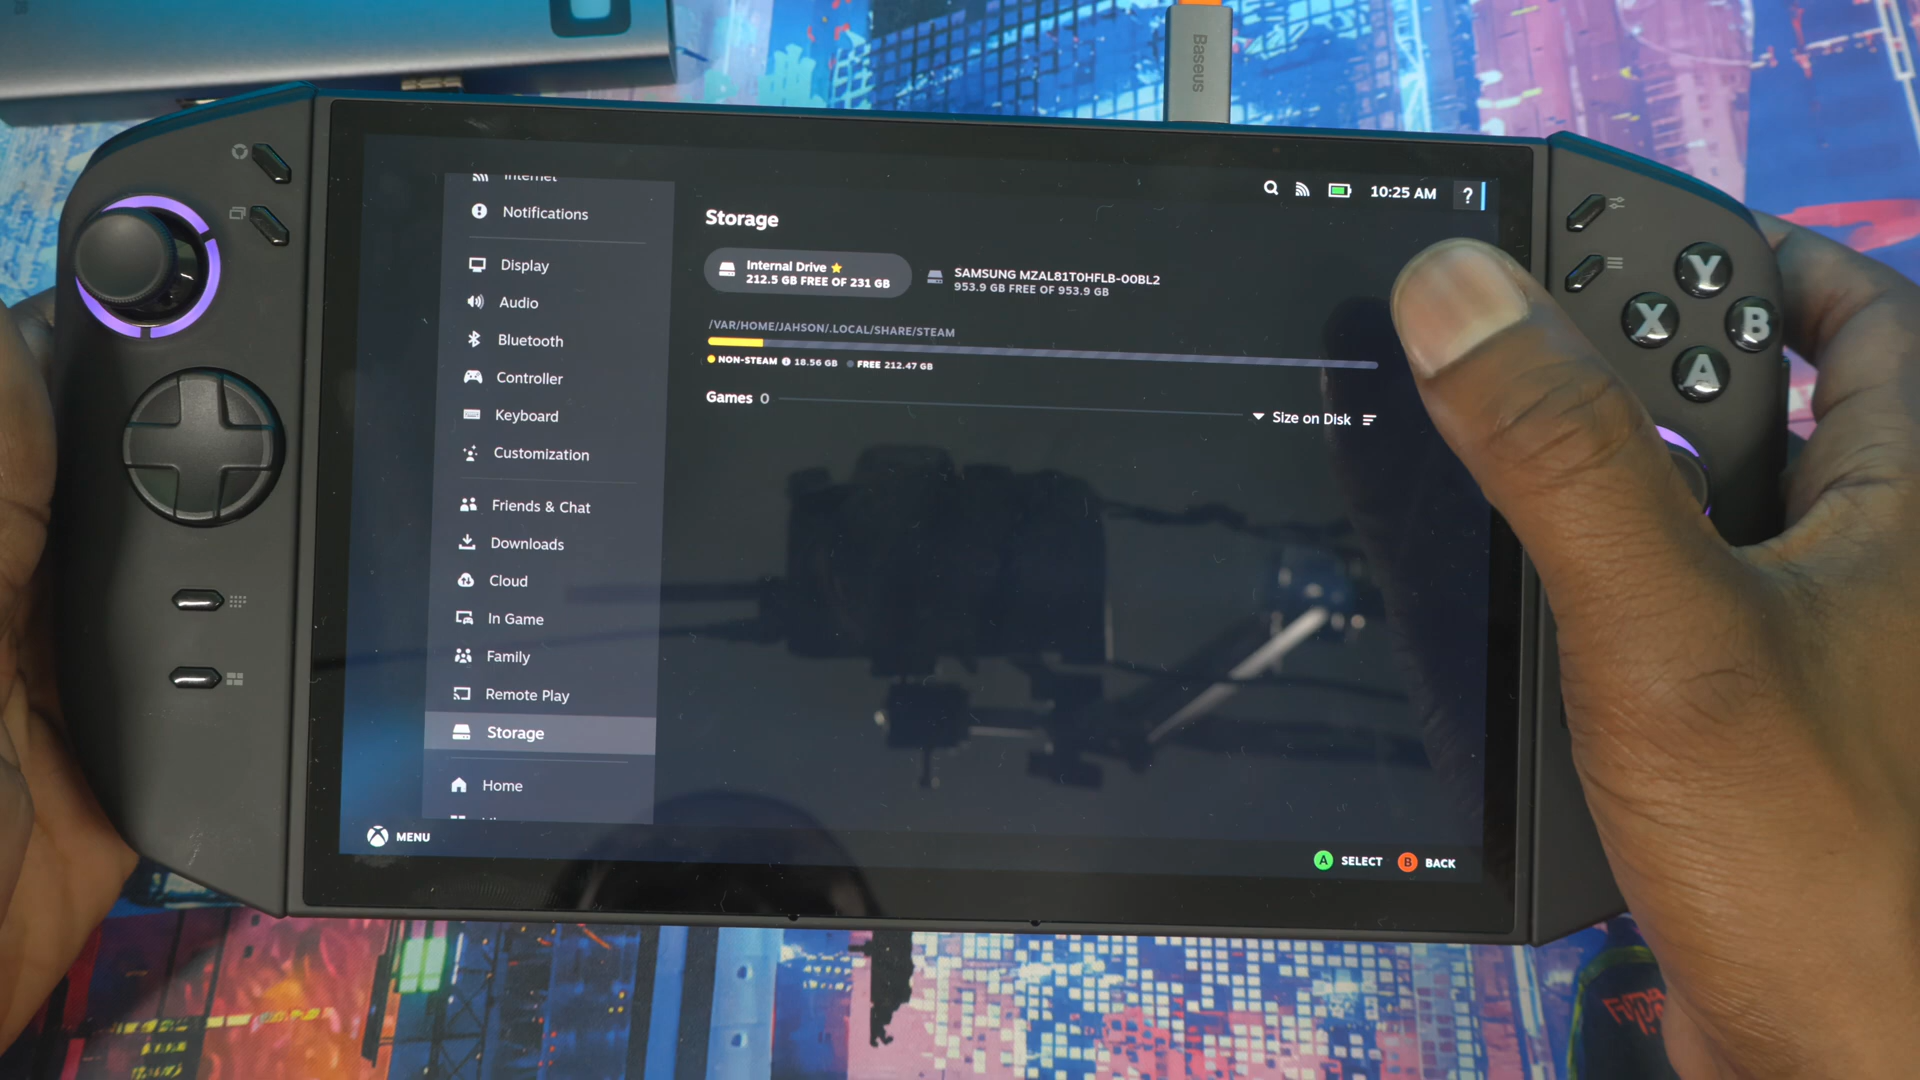 Baseus
Internet
Notifications
Display
Audio
Bluetooth
Controller
Keyboard
Customization
Friends & Chat
Downloads
Cloud
In Game
Family
Remote Play
Storage
Home
MENU
10:25 AM
?
Storage
Internal Drive
212.5 GB FREE OF 231 GB
SAMSUNG MZAL81T0HFLB-00BL2
953.9 GB FREE OF 953.9 GB
/VAR/HOME/JAHSON/.LOCAL/SHARE/STEAM
NON-STEAM 18.56 GB FREE 212.47 GB
Games 0
Size on Disk
A SELECT B BACK
Y
X
B
A